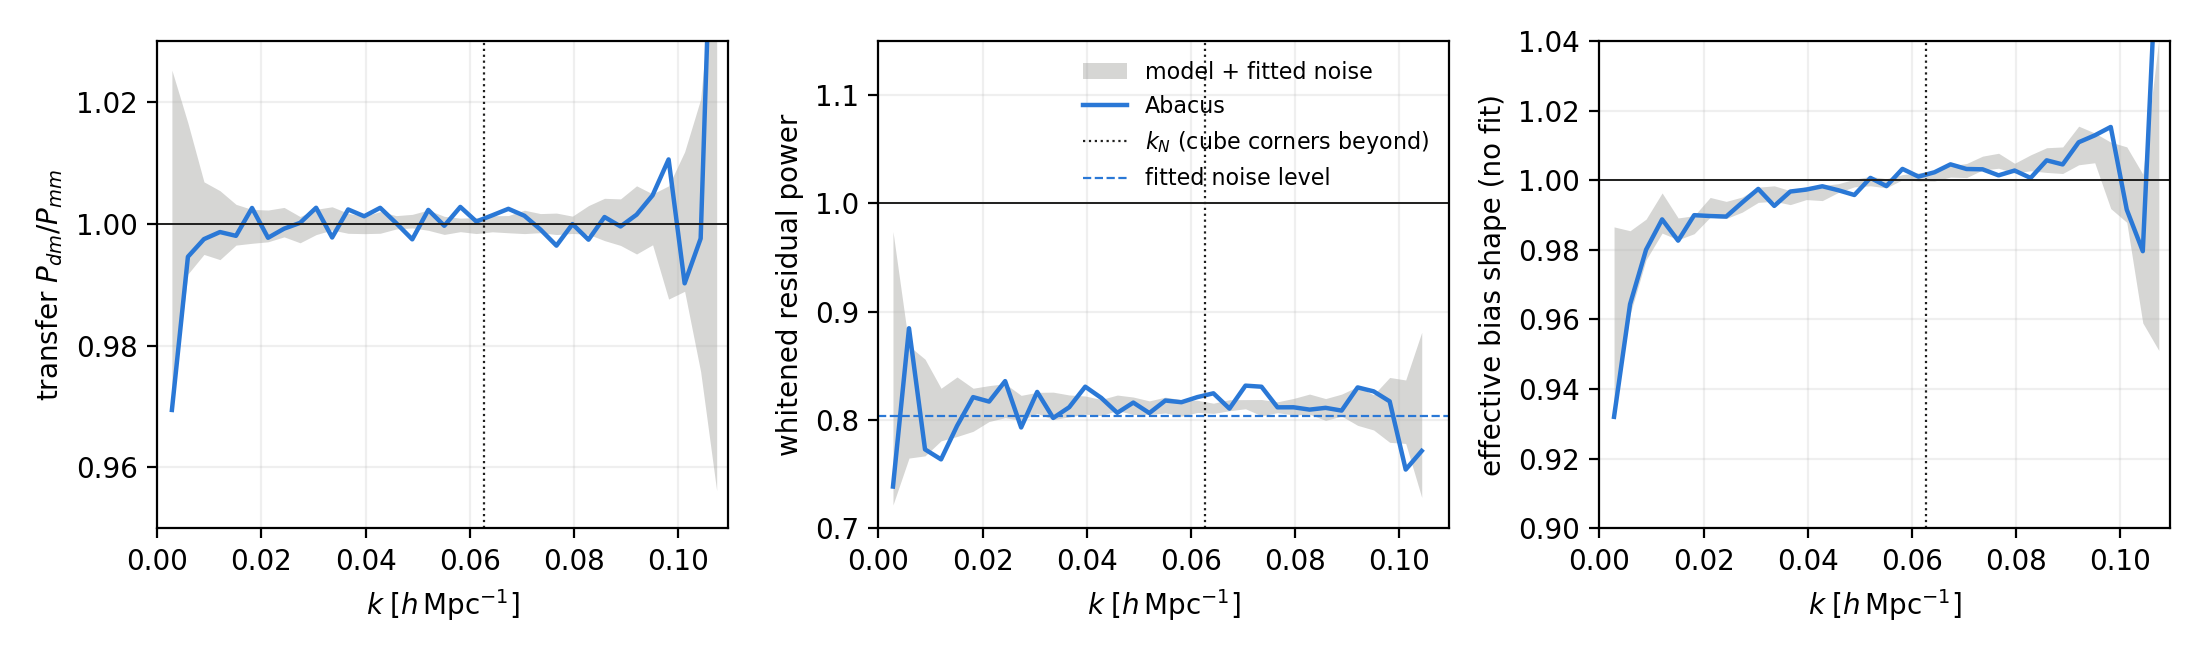 transfer P_{dm}/P_{mm}
1.02
1.00
0.98
0.96
0.00 0.02 0.04 0.06 0.08 0.10
k [h Mpc⁻¹]
whitened residual power
1.1
1.0
0.9
0.8
0.7
model + fitted noise
Abacus
k_N (cube corners beyond)
fitted noise level
0.00 0.02 0.04 0.06 0.08 0.10
k [h Mpc⁻¹]
effective bias shape (no fit)
1.04
1.02
1.00
0.98
0.96
0.94
0.92
0.90
0.00 0.02 0.04 0.06 0.08 0.10
k [h Mpc⁻¹]